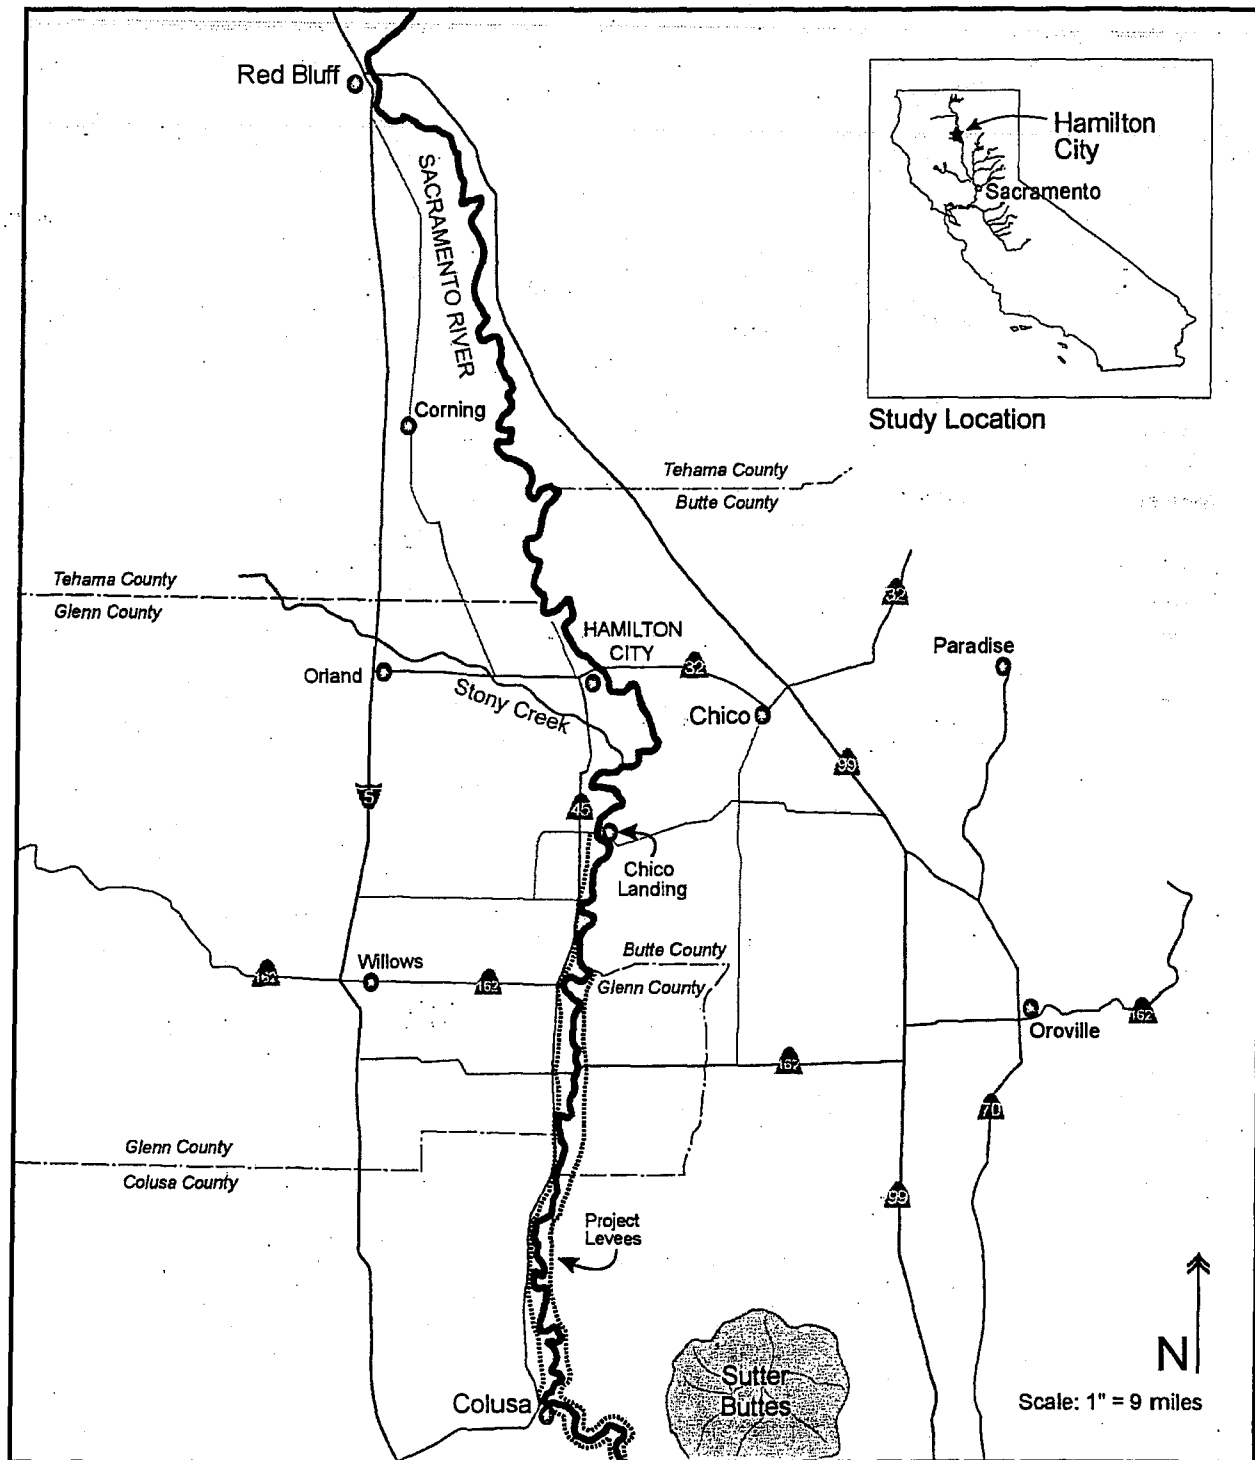 Red Bluff
Hamilton
City
Sacramento
SACRAMENTO RIVER
Study Location
Corning
Tehama County
Butte County
32
Tehama County
Glenn County
HAMILTON
CITY
32
Paradise
Orland
Stony Creek
Chico
99
5
45
Chico
Landing
Butte County
Willows
162
162
Glenn County
162
Oroville
162
70
Glenn County
Colusa County
99
Project
Levees
Sutter
Buttes
N
Colusa
Scale: 1" = 9 miles